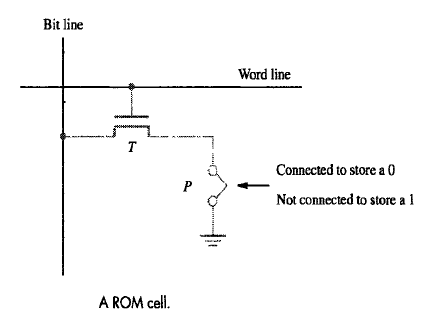 Bit line
Word line
T
P
Connected to store a 0
Not connected to store a 1
A ROM cell.